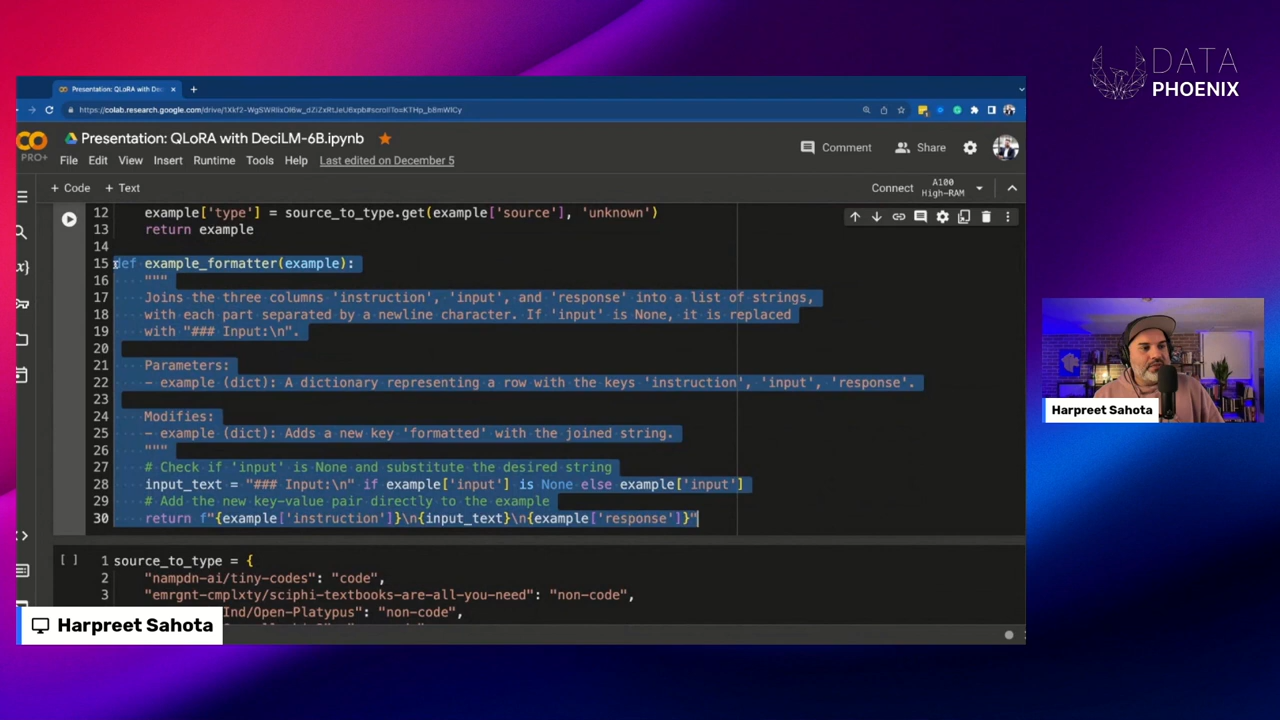 DATA
PHOENIX
Presentation: QLoRA with Dec
https://colab.research.google.com/drive/
PRO+
Presentation: QLoRA with DeciLM-6B.ipynb
Comment
Share
File Edit View Insert Runtime Tools Help Last edited on December 5
+ Code + Text
Connect
A100
High-RAM
12 example['type'] = source_to_type.get(example['source'], 'unknown')
13 return example
14
15 def example_formatter(example):
16 """
17 Joins the three columns 'instruction', 'input', and 'response' into a list of strings,
18 with each part separated by a newline character. If 'input' is None, it is replaced
19 with "### Input:\n".
20
21 Parameters:
22 - example (dict): A dictionary representing a row with the keys 'instruction', 'input', 'response'.
23
24 Modifies:
25 - example (dict): Adds a new key 'formatted' with the joined string.
26 """
27 # Check if 'input' is None and substitute the desired string
28 input_text = "### Input:\n" if example['input'] is None else example['input']
29 # Add the new key-value pair directly to the example
30 return f"{example['instruction']}\n{input_text}\n{example['response']}"
[ ] 1 source_to_type = {
2 "nampdn-ai/tiny-codes": "code",
3 "emrgnt-cmplxty/sciphi-textbooks-are-all-you-need": "non-code",
Ind/Open-Platypus": "non-code",
Harpreet Sahota
Harpreet Sahota